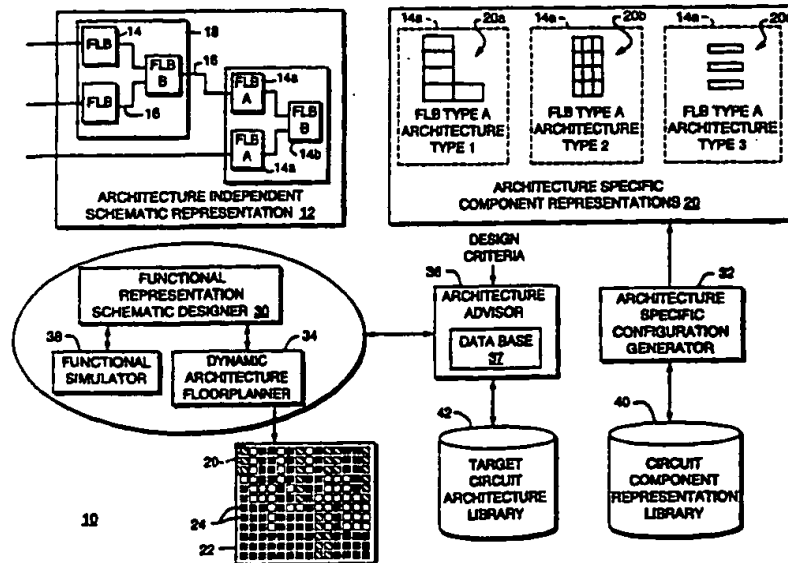 14
18
FLB
FLB
B
16
14a
FLB
16
FLB
A
FLB
B
FLB
A
14b
14a
ARCHITECTURE INDEPENDENT
SCHEMATIC REPRESENTATION 12
14a
20a
14a
20b
14a
FLB TYPE A
ARCHITECTURE
TYPE 1
FLB TYPE A
ARCHITECTURE
TYPE 2
FLB TYPE A
ARCHITECTURE
TYPE 3
ARCHITECTURE SPECIFIC
COMPONENT REPRESENTATIONS 20
FUNCTIONAL
REPRESENTATION
SCHEMATIC DESIGNER 30
38
FUNCTIONAL
SIMULATOR
34
DYNAMIC
ARCHITECTURE
FLOORPLANNER
DESIGN
CRITERIA
36
ARCHITECTURE
ADVISOR
DATA BASE
37
32
ARCHITECTURE
SPECIFIC
CONFIGURATION
GENERATOR
42
TARGET
CIRCUIT
ARCHITECTURE
LIBRARY
40
CIRCUIT
COMPONENT
REPRESENTATION
LIBRARY
20
24
22
10